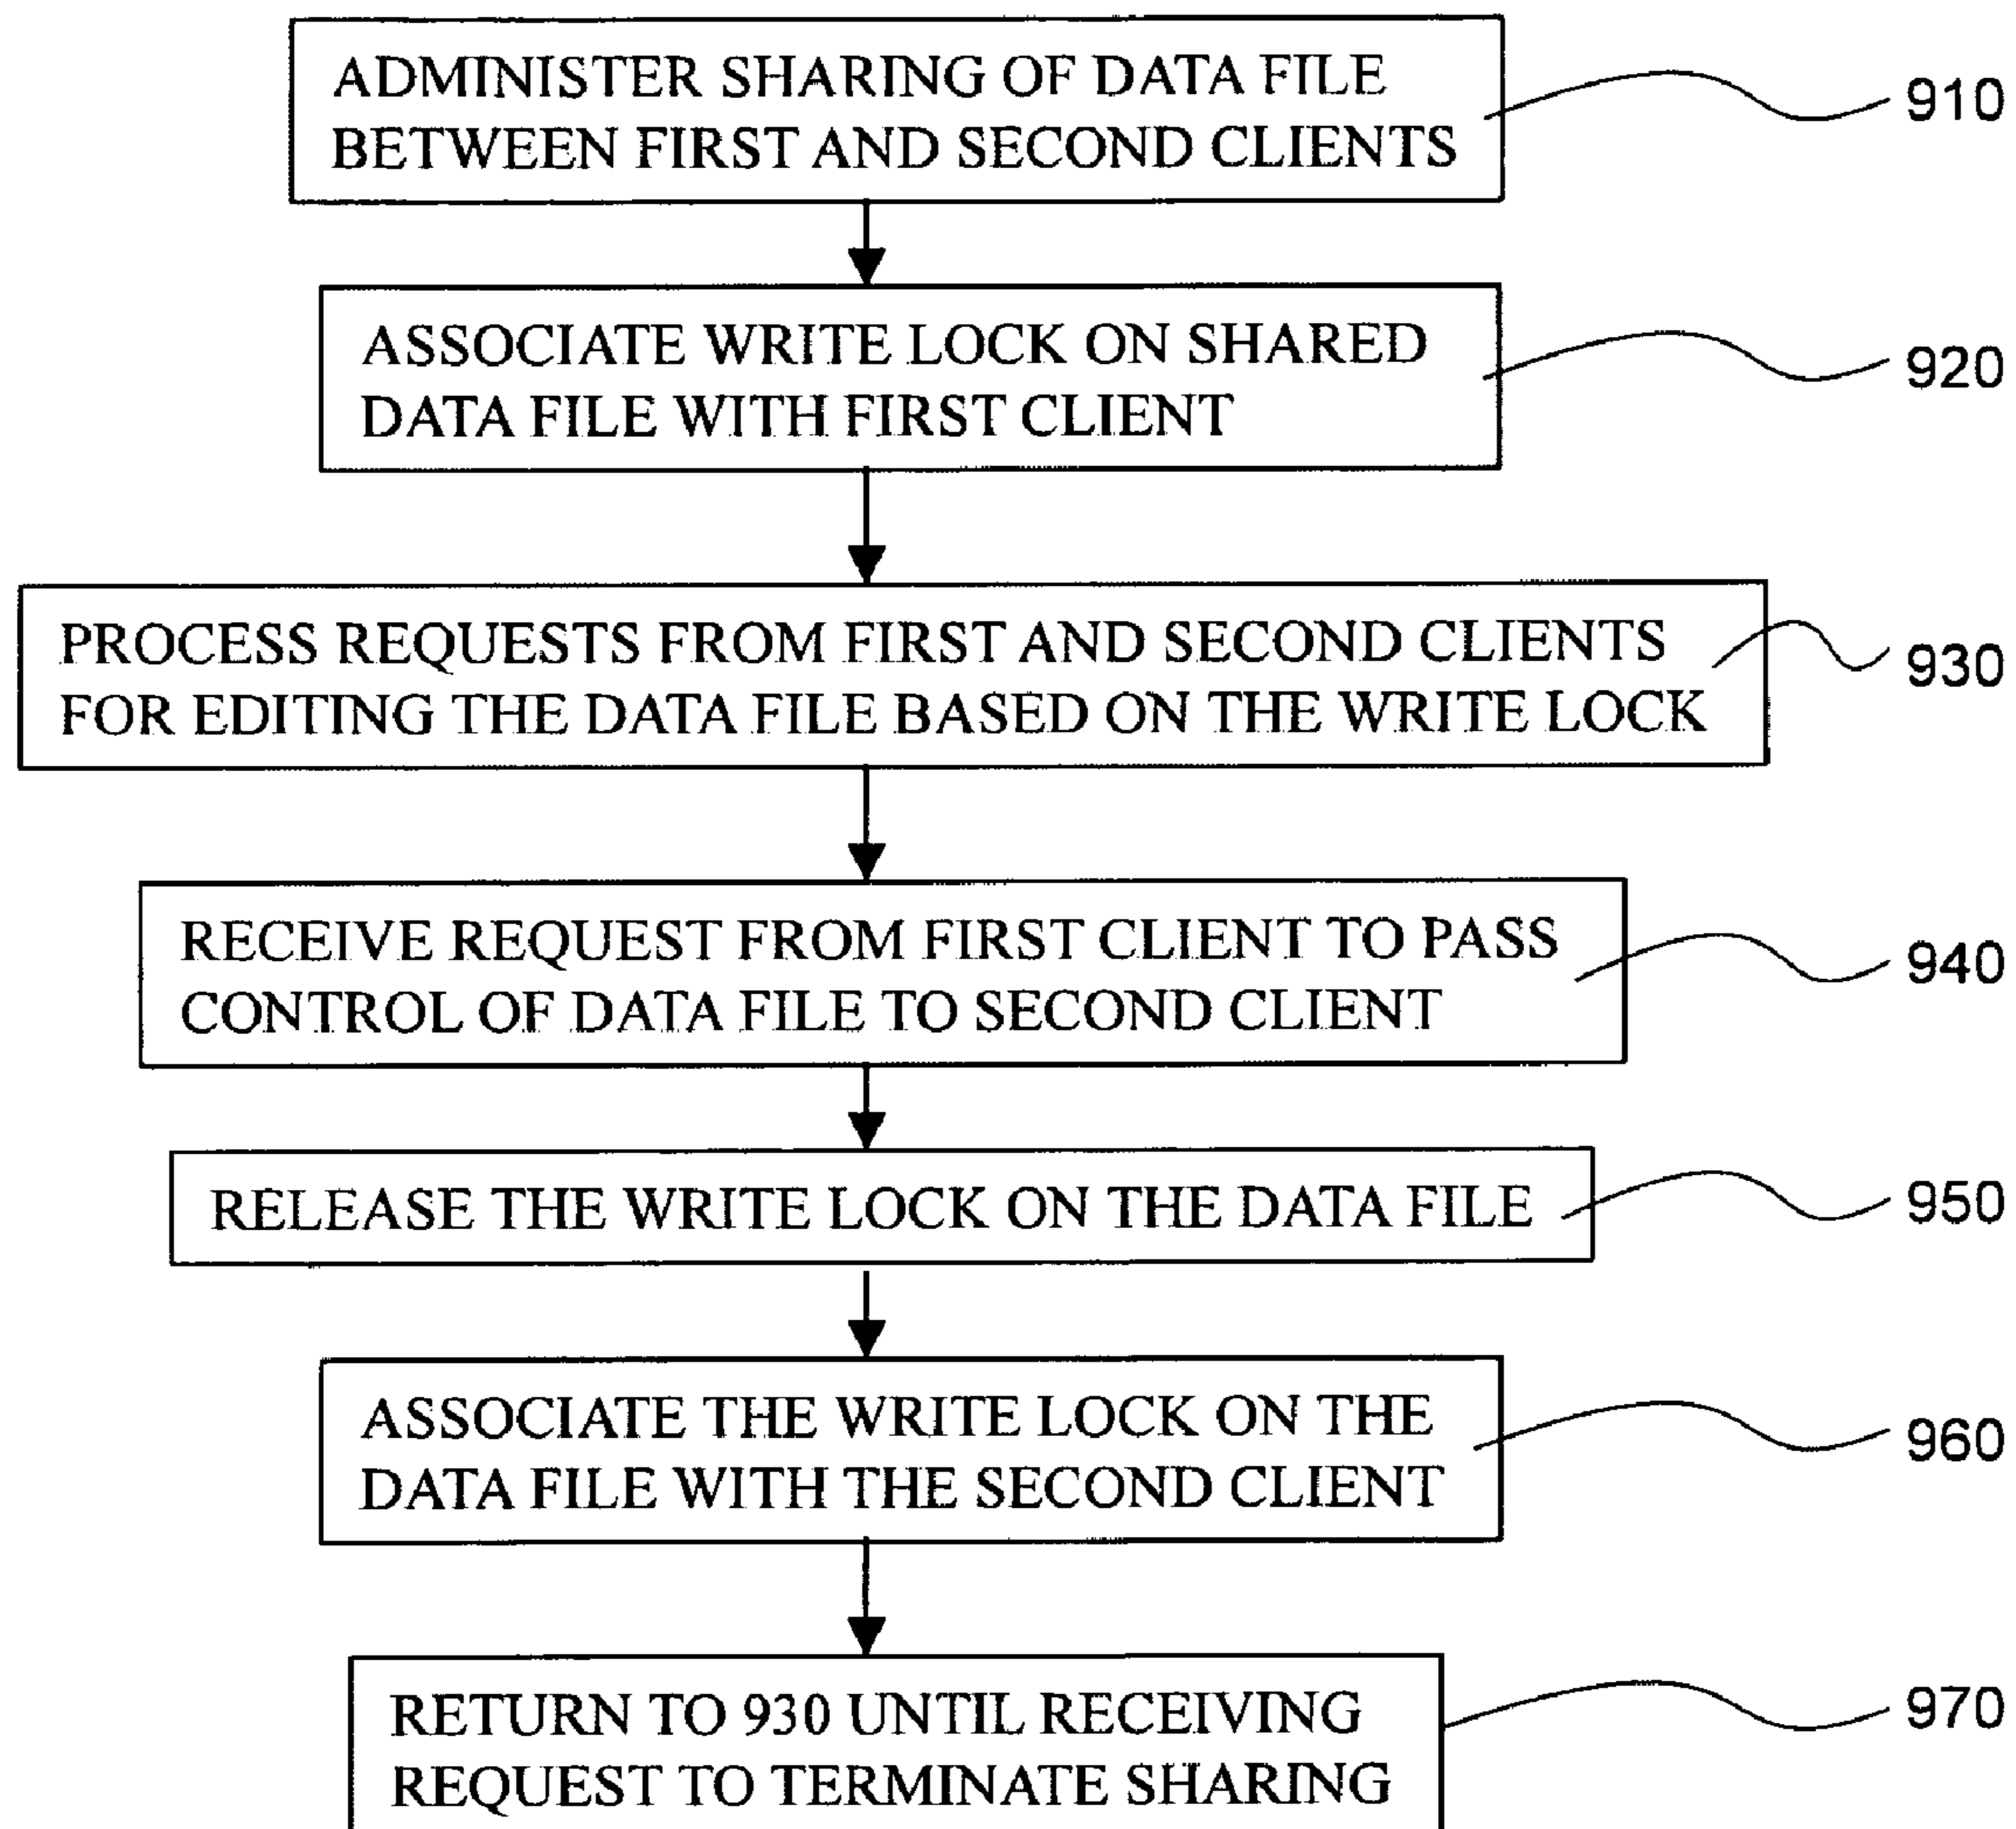 ADMINISTER SHARING OF DATA FILE
BETWEEN FIRST AND SECOND CLIENTS
910
ASSOCIATE WRITE LOCK ON SHARED
DATA FILE WITH FIRST CLIENT
920
PROCESS REQUESTS FROM FIRST AND SECOND CLIENTS
FOR EDITING THE DATA FILE BASED ON THE WRITE LOCK
930
RECEIVE REQUEST FROM FIRST CLIENT TO PASS
CONTROL OF DATA FILE TO SECOND CLIENT
940
RELEASE THE WRITE LOCK ON THE DATA FILE
950
ASSOCIATE THE WRITE LOCK ON THE
DATA FILE WITH THE SECOND CLIENT
960
RETURN TO 930 UNTIL RECEIVING
REQUEST TO TERMINATE SHARING
970